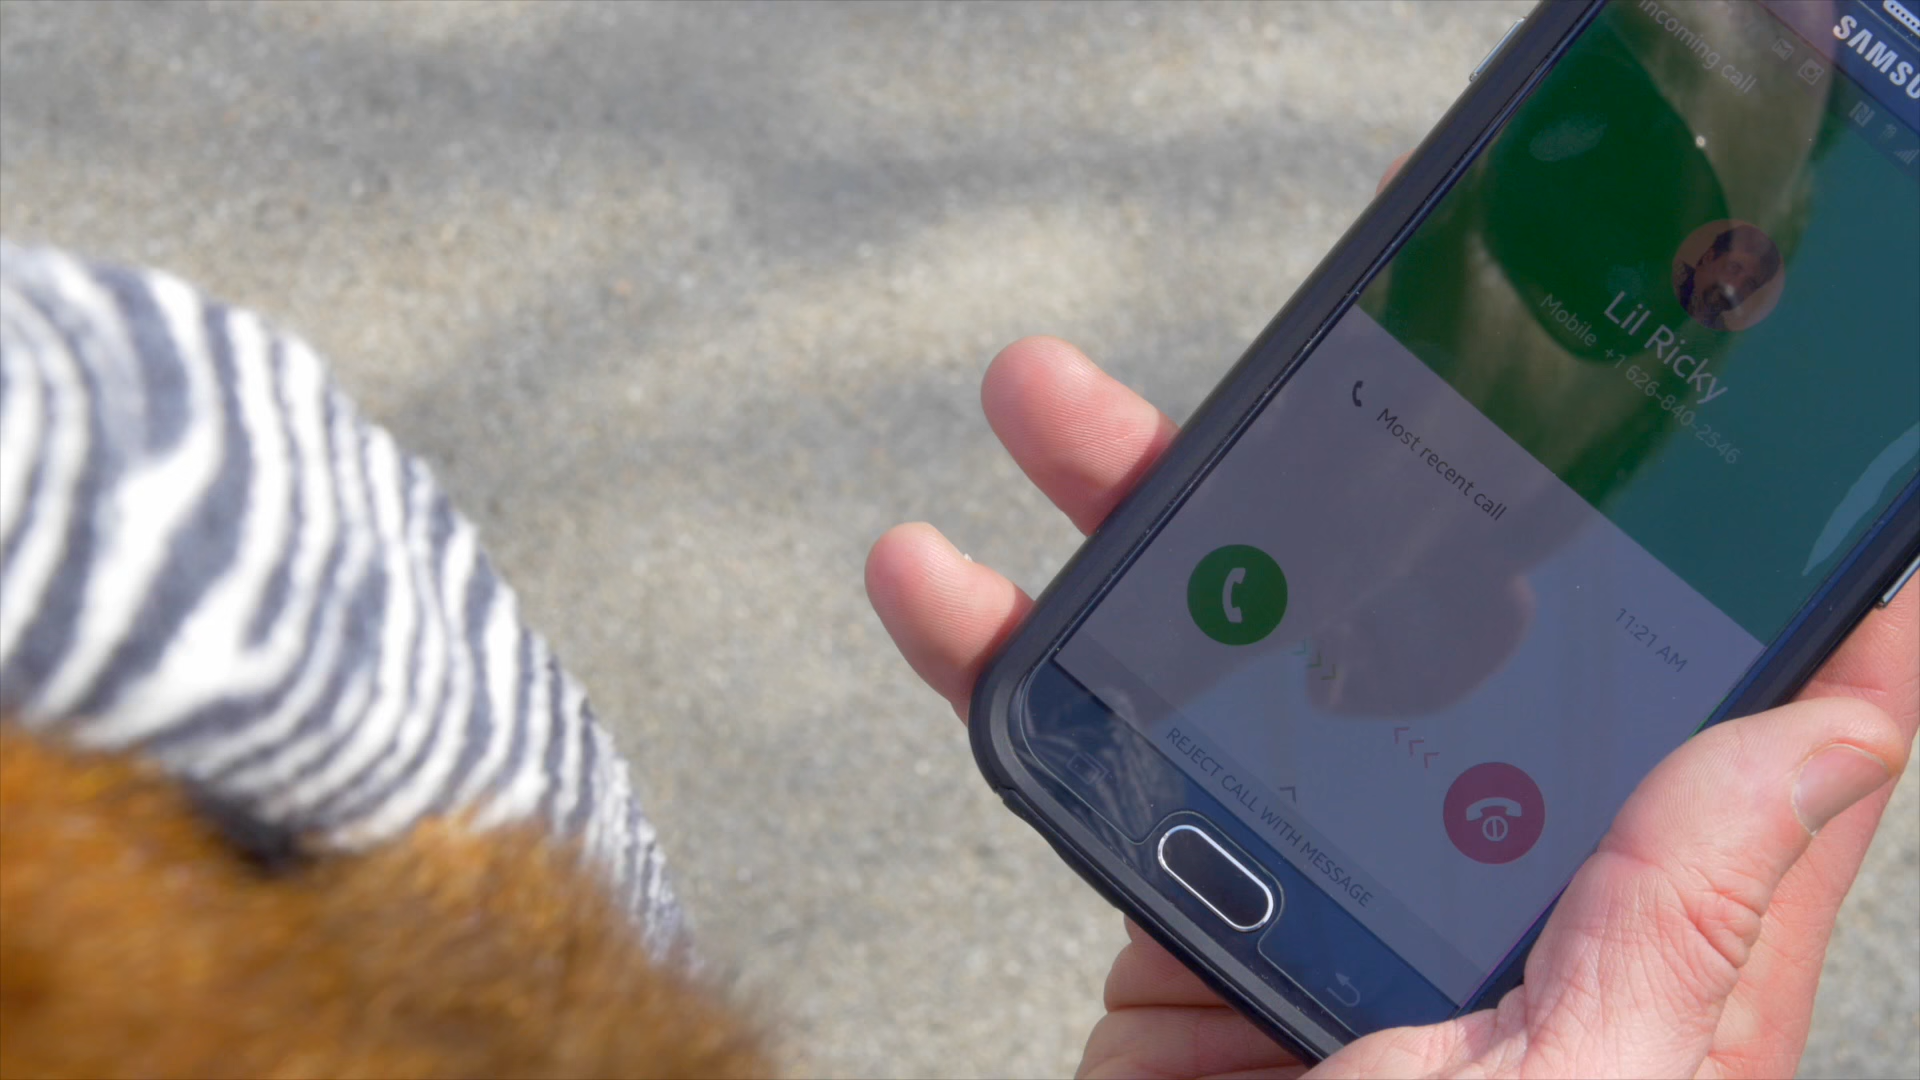 SAMSU
Incoming call
Lil Ricky
Mobile +1 626-840-2546
Most recent call
11:21 AM
REJECT CALL WITH MESSAGE